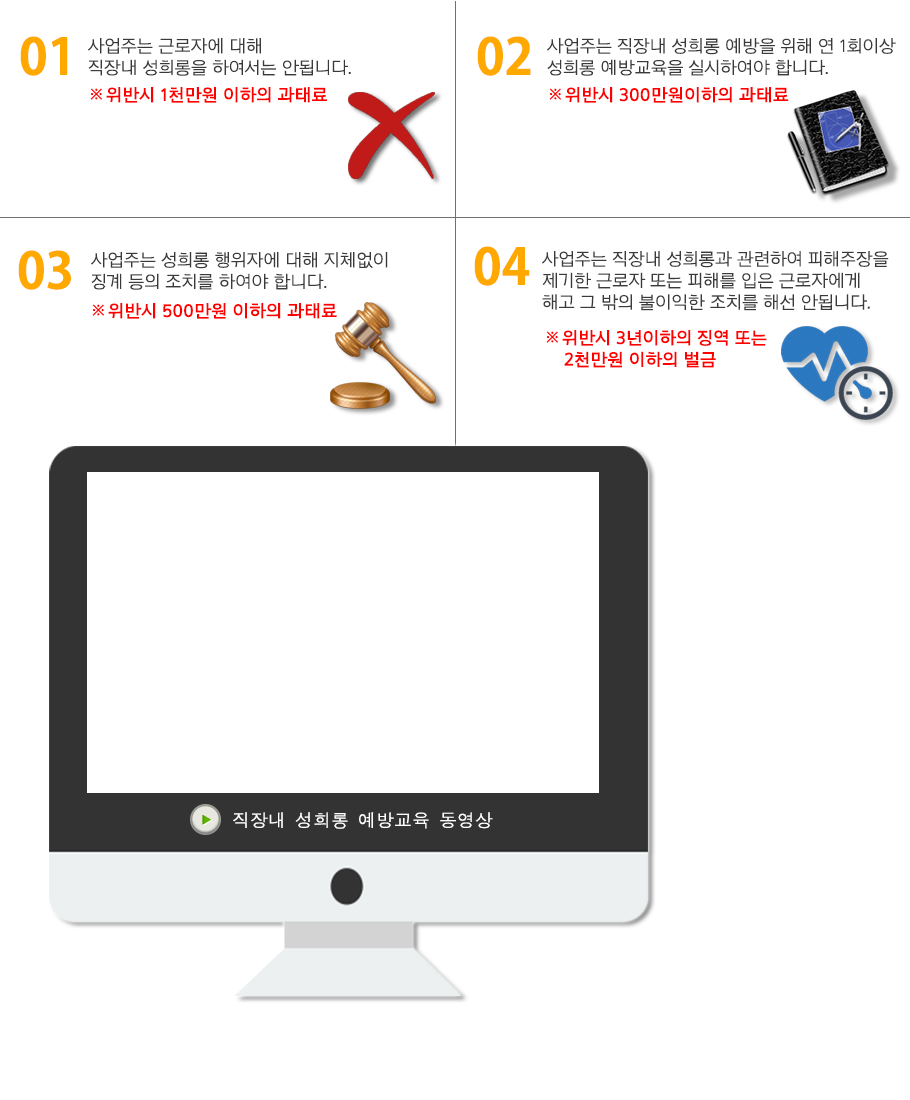 01
사업주는 근로자에 대해
직장내 성희롱을 하여서는 안됩니다.
※ 위반시 1천만원 이하의 과태료
02
사업주는 직장내 성희롱 예방을 위해 연 1회이상
성희롱 예방교육을 실시하여야 합니다.
※ 위반시 300만원이하의 과태료
03
사업주는 성희롱 행위자에 대해 지체없이
징계 등의 조치를 하여야 합니다.
※ 위반시 500만원 이하의 과태료
04
사업주는 직장내 성희롱과 관련하여 피해주장을
제기한 근로자 또는 피해를 입은 근로자에게
해고 그 밖의 불이익한 조치를 해선 안됩니다.
※ 위반시 3년이하의 징역 또는
2천만원 이하의 벌금
직장내 성희롱 예방교육 동영상